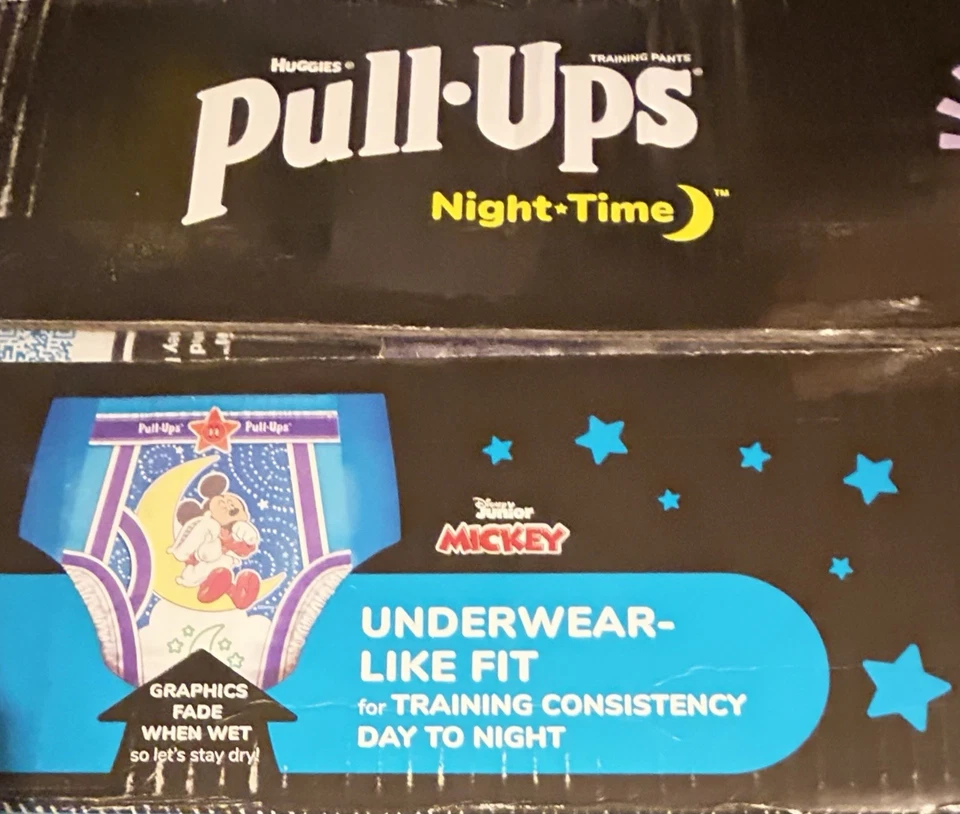 HUGGIES ®
TRAINING PANTS
Pull·Ups®
Night★Time™
Pull-Ups® Pull-Ups®
Disney
Junior
MICKEY
UNDERWEAR-
LIKE FIT
for TRAINING CONSISTENCY
DAY TO NIGHT
GRAPHICS
FADE
WHEN WET
so let's stay dry!